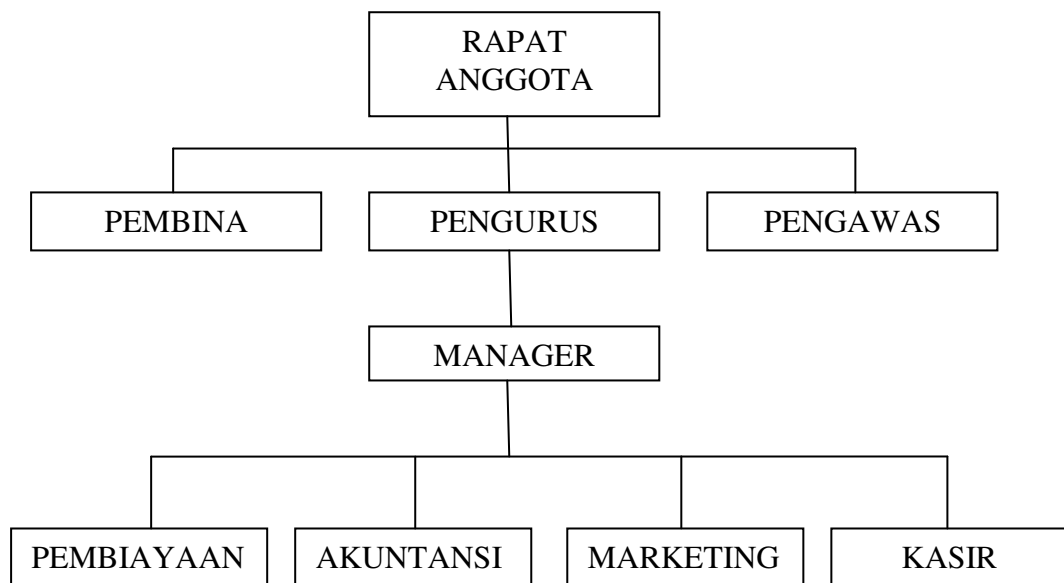 RAPAT
ANGGOTA
PEMBINA
PENGURUS
PENGAWAS
MANAGER
PEMBIAYAAN
AKUNTANSI
MARKETING
KASIR